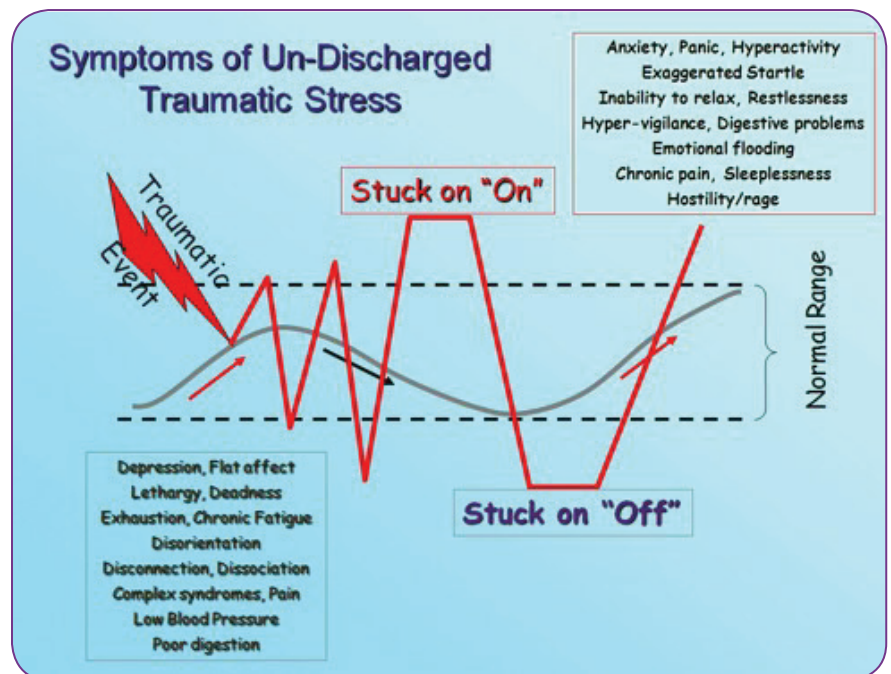 Symptoms of Un-Discharged
Traumatic Stress
Anxiety, Panic, Hyperactivity
Exaggerated Startle
Inability to relax, Restlessness
Hyper-vigilance, Digestive problems
Emotional flooding
Chronic pain, Sleeplessness
Hostility/rage
Traumatic
Event
Stuck on “On”
Normal Range
Depression, Flat affect
Lethargy, Deadness
Exhaustion, Chronic Fatigue
Disorientation
Disconnection, Dissociation
Complex syndromes, Pain
Low Blood Pressure
Poor digestion
Stuck on “Off”